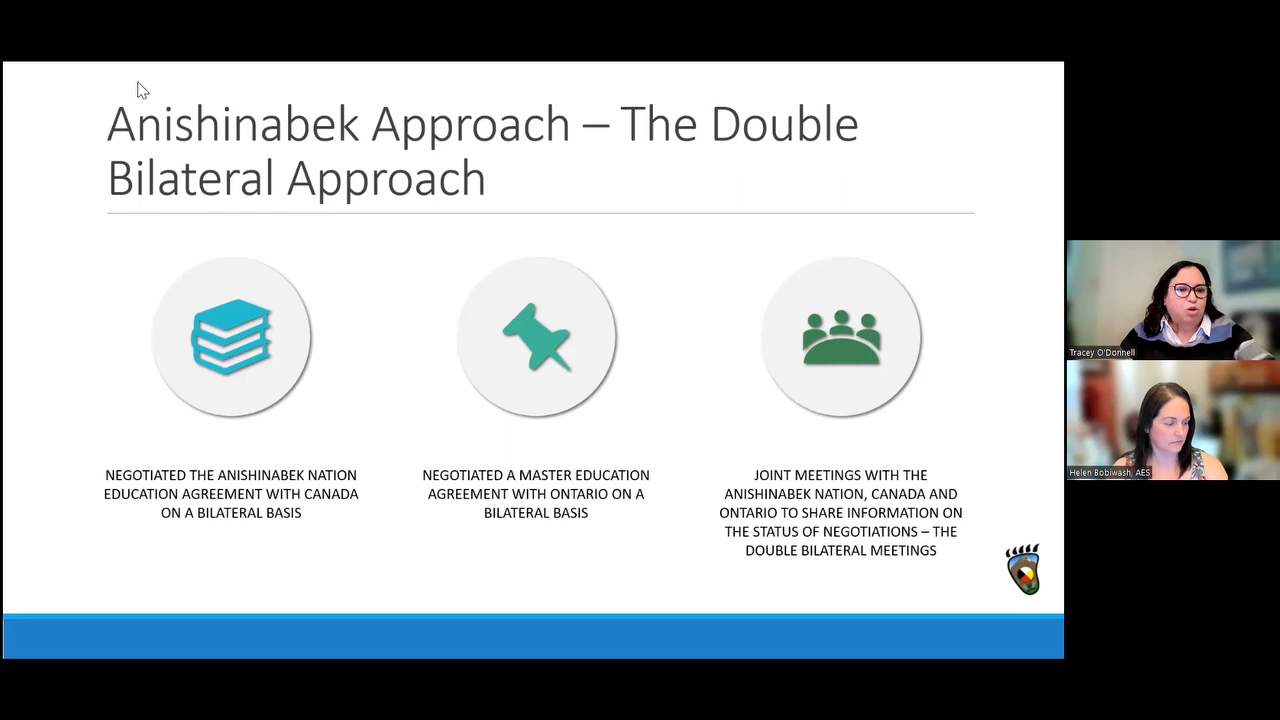 Anishinabek Approach – The Double
Bilateral Approach
NEGOTIATED THE ANISHINABEK NATION
EDUCATION AGREEMENT WITH CANADA
ON A BILATERAL BASIS
NEGOTIATED A MASTER EDUCATION
AGREEMENT WITH ONTARIO ON A
BILATERAL BASIS
JOINT MEETINGS WITH THE
ANISHINABEK NATION, CANADA AND
ONTARIO TO SHARE INFORMATION ON
THE STATUS OF NEGOTIATIONS – THE
DOUBLE BILATERAL MEETINGS
Tracey O'Donnell
Helen Bobiwash, AES